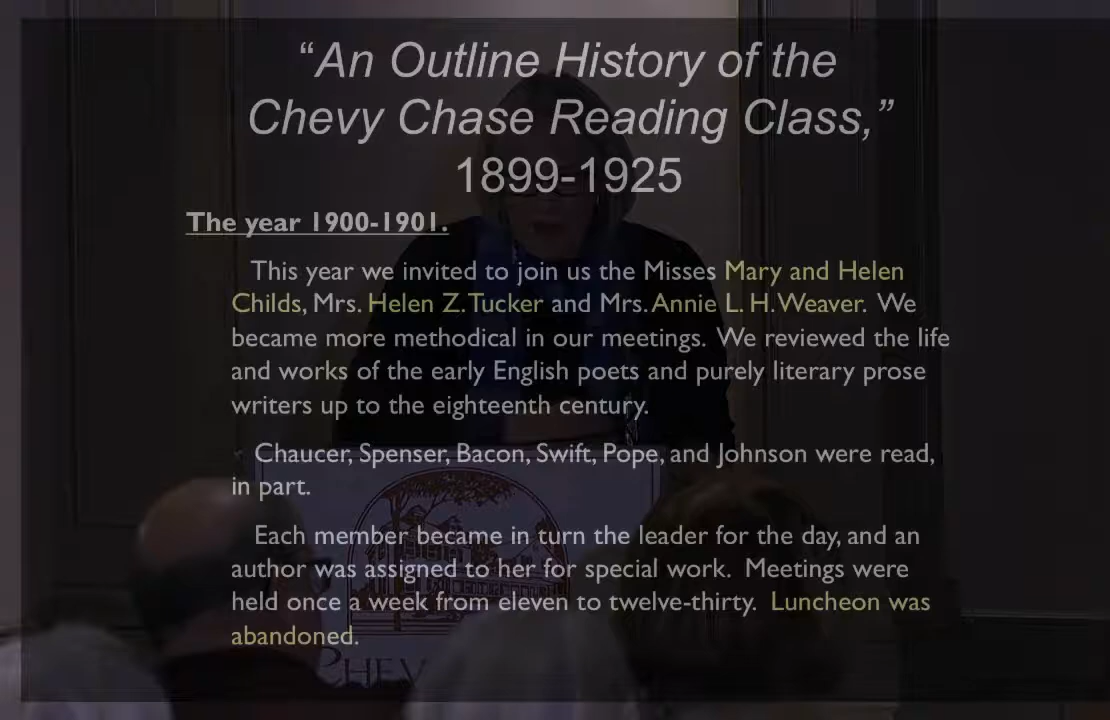 “An Outline History of the
Chevy Chase Reading Class,”
1899-1925
The year 1900-1901.
This year we invited to join us the Misses Mary and Helen
Childs, Mrs. Helen Z. Tucker and Mrs. Annie L. H. Weaver. We
became more methodical in our meetings. We reviewed the life
and works of the early English poets and purely literary prose
writers up to the eighteenth century.
Chaucer, Spenser, Bacon, Swift, Pope, and Johnson were read,
in part.
Each member became in turn the leader for the day, and an
author was assigned to her for special work. Meetings were
held once a week from eleven to twelve-thirty. Luncheon was
abandoned.
CHEV